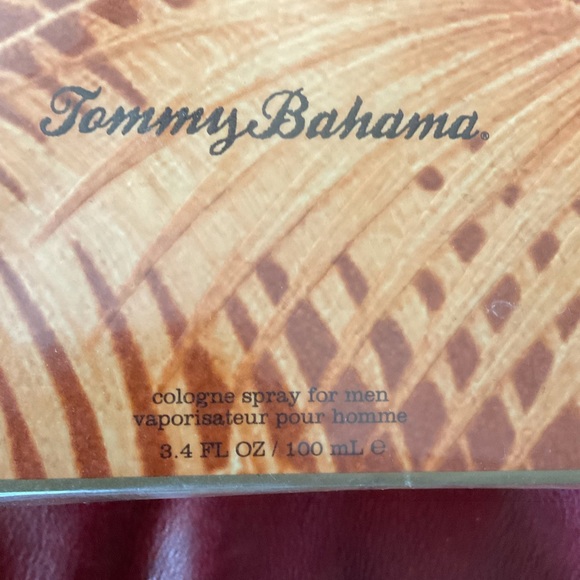 Tommy Bahama®
cologne spray for men
vaporisateur pour homme
3.4 FL OZ / 100 mL ℮